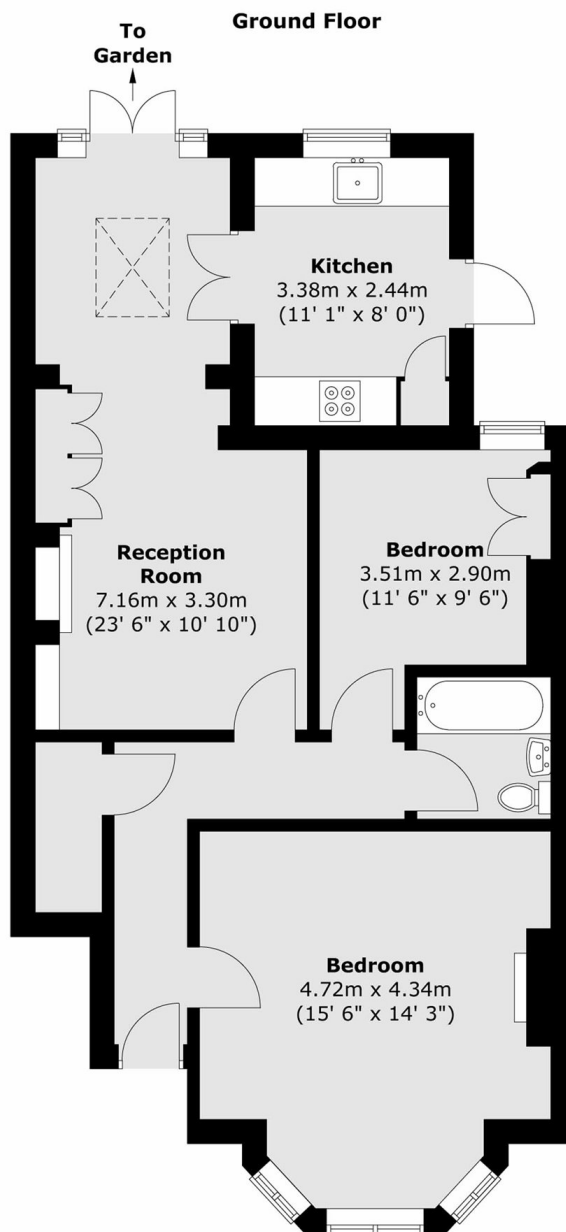 Ground Floor
To
Garden
Kitchen
3.38m x 2.44m
(11' 1" x 8' 0")
Reception
Room
7.16m x 3.30m
(23' 6" x 10' 10")
Bedroom
3.51m x 2.90m
(11' 6" x 9' 6")
Bedroom
4.72m x 4.34m
(15' 6" x 14' 3")